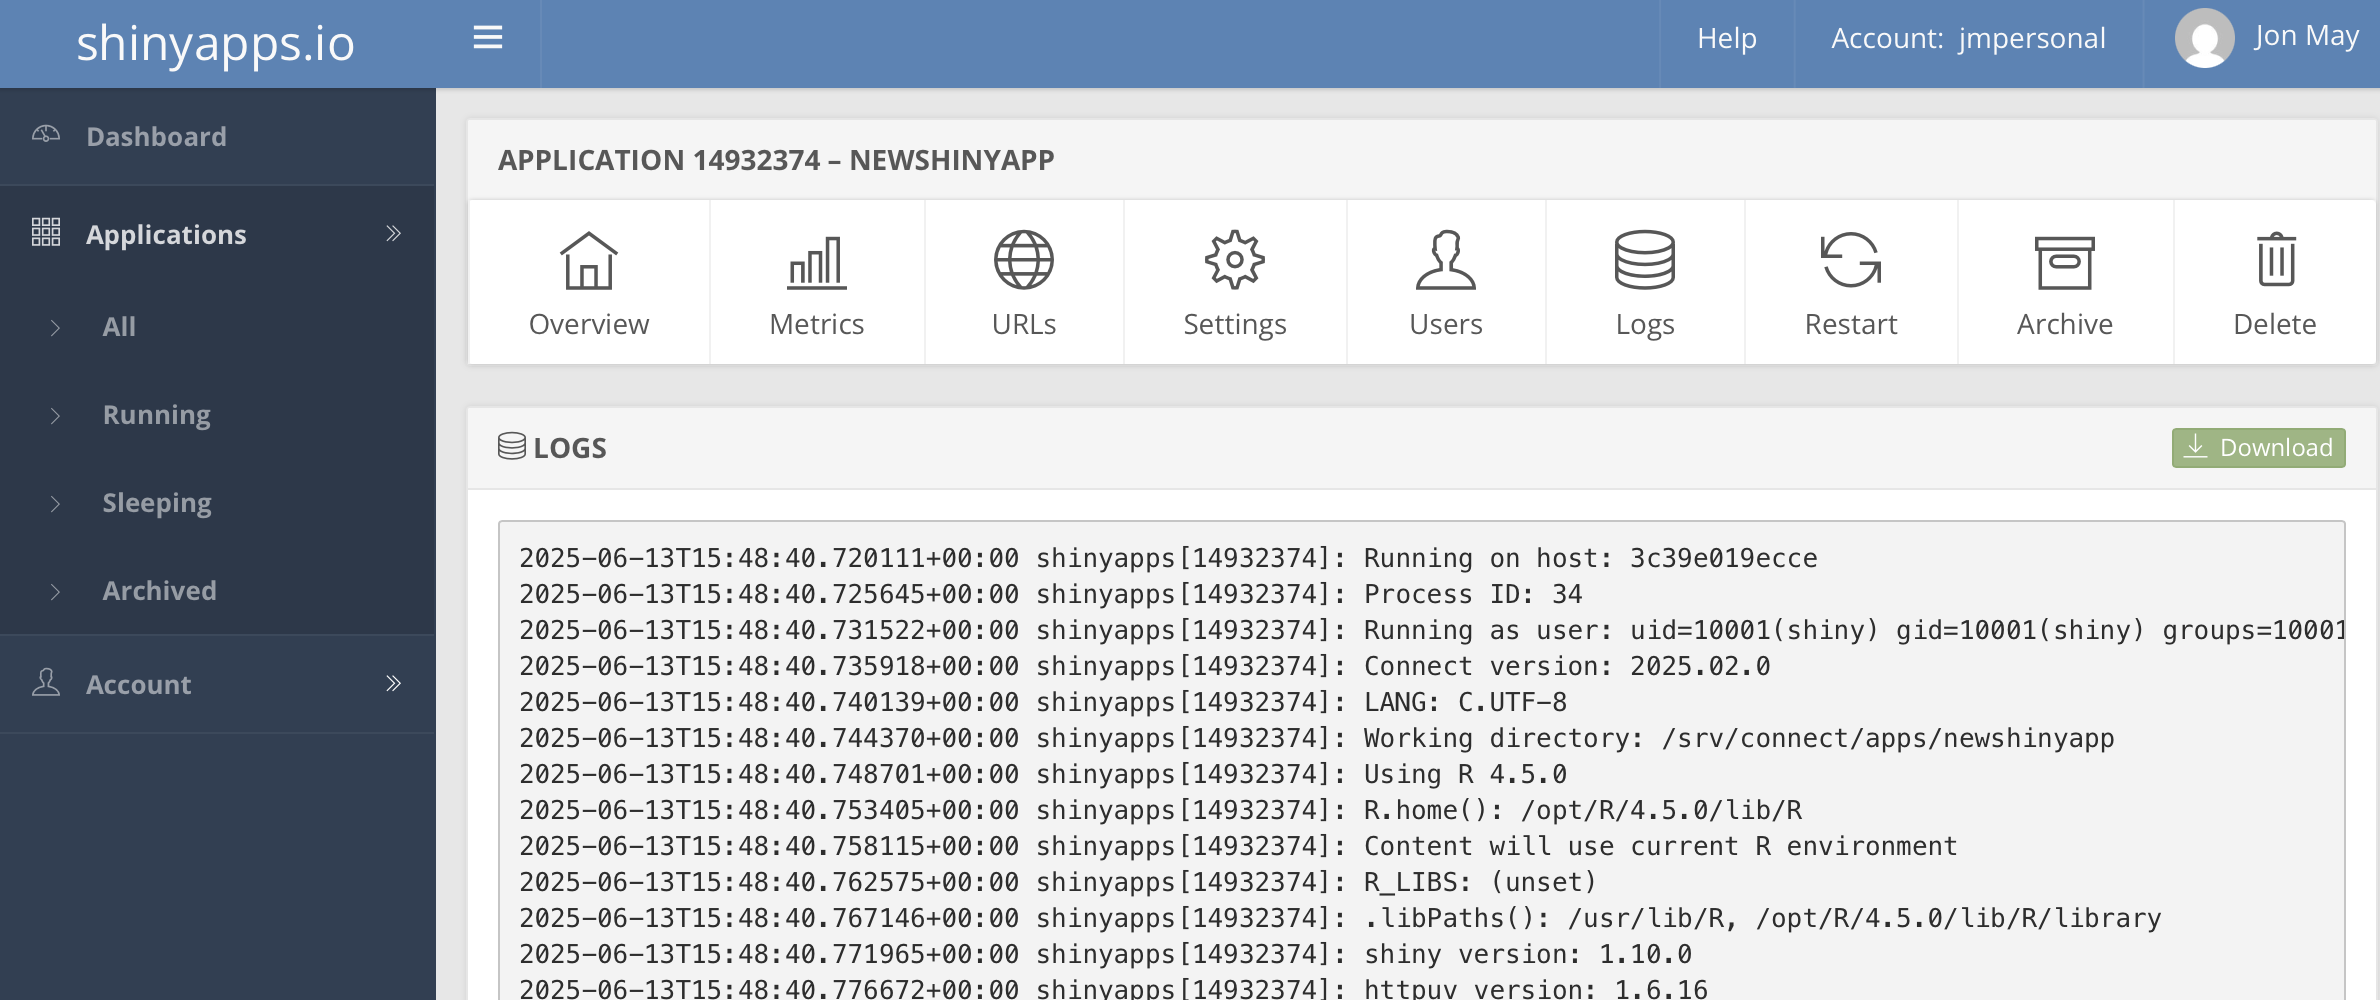 shinyapps.io
Help
Account: jmpersonal
Jon May
Dashboard
Applications
All
Running
Sleeping
Archived
Account
APPLICATION 14932374 – NEWSHINYAPP
Overview
Metrics
URLs
Settings
Users
Logs
Restart
Archive
Delete
LOGS
Download
2025-06-13T15:48:40.720111+00:00 shinyapps[14932374]: Running on host: 3c39e019ecce
2025-06-13T15:48:40.725645+00:00 shinyapps[14932374]: Process ID: 34
2025-06-13T15:48:40.731522+00:00 shinyapps[14932374]: Running as user: uid=10001(shiny) gid=10001(shiny) groups=10001
2025-06-13T15:48:40.735918+00:00 shinyapps[14932374]: Connect version: 2025.02.0
2025-06-13T15:48:40.740139+00:00 shinyapps[14932374]: LANG: C.UTF-8
2025-06-13T15:48:40.744370+00:00 shinyapps[14932374]: Working directory: /srv/connect/apps/newshinyapp
2025-06-13T15:48:40.748701+00:00 shinyapps[14932374]: Using R 4.5.0
2025-06-13T15:48:40.753405+00:00 shinyapps[14932374]: R.home(): /opt/R/4.5.0/lib/R
2025-06-13T15:48:40.758115+00:00 shinyapps[14932374]: Content will use current R environment
2025-06-13T15:48:40.762575+00:00 shinyapps[14932374]: R_LIBS: (unset)
2025-06-13T15:48:40.767146+00:00 shinyapps[14932374]: .libPaths(): /usr/lib/R, /opt/R/4.5.0/lib/R/library
2025-06-13T15:48:40.771965+00:00 shinyapps[14932374]: shiny version: 1.10.0
2025-06-13T15:48:40.776672+00:00 shinyapps[14932374]: httpuv version: 1.6.16